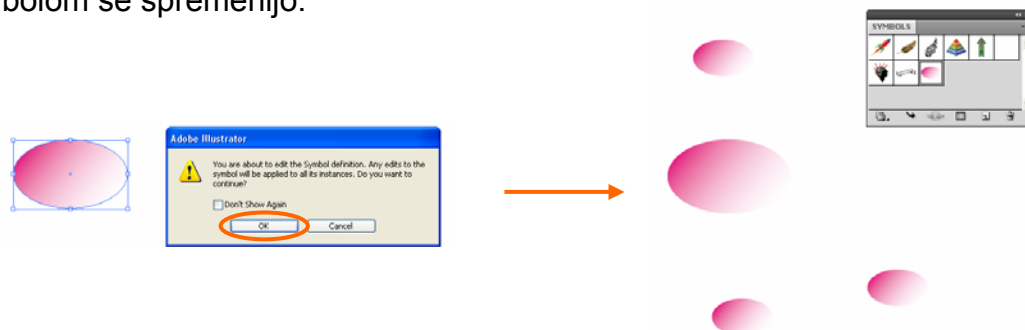 bolom se spremenijo.
SYMBOLS
Adobe Illustrator
You are about to edit the Symbol definition. Any edits to the
symbol will be applied to all its instances. Do you want to
continue?
Don't Show Again
OK
Cancel